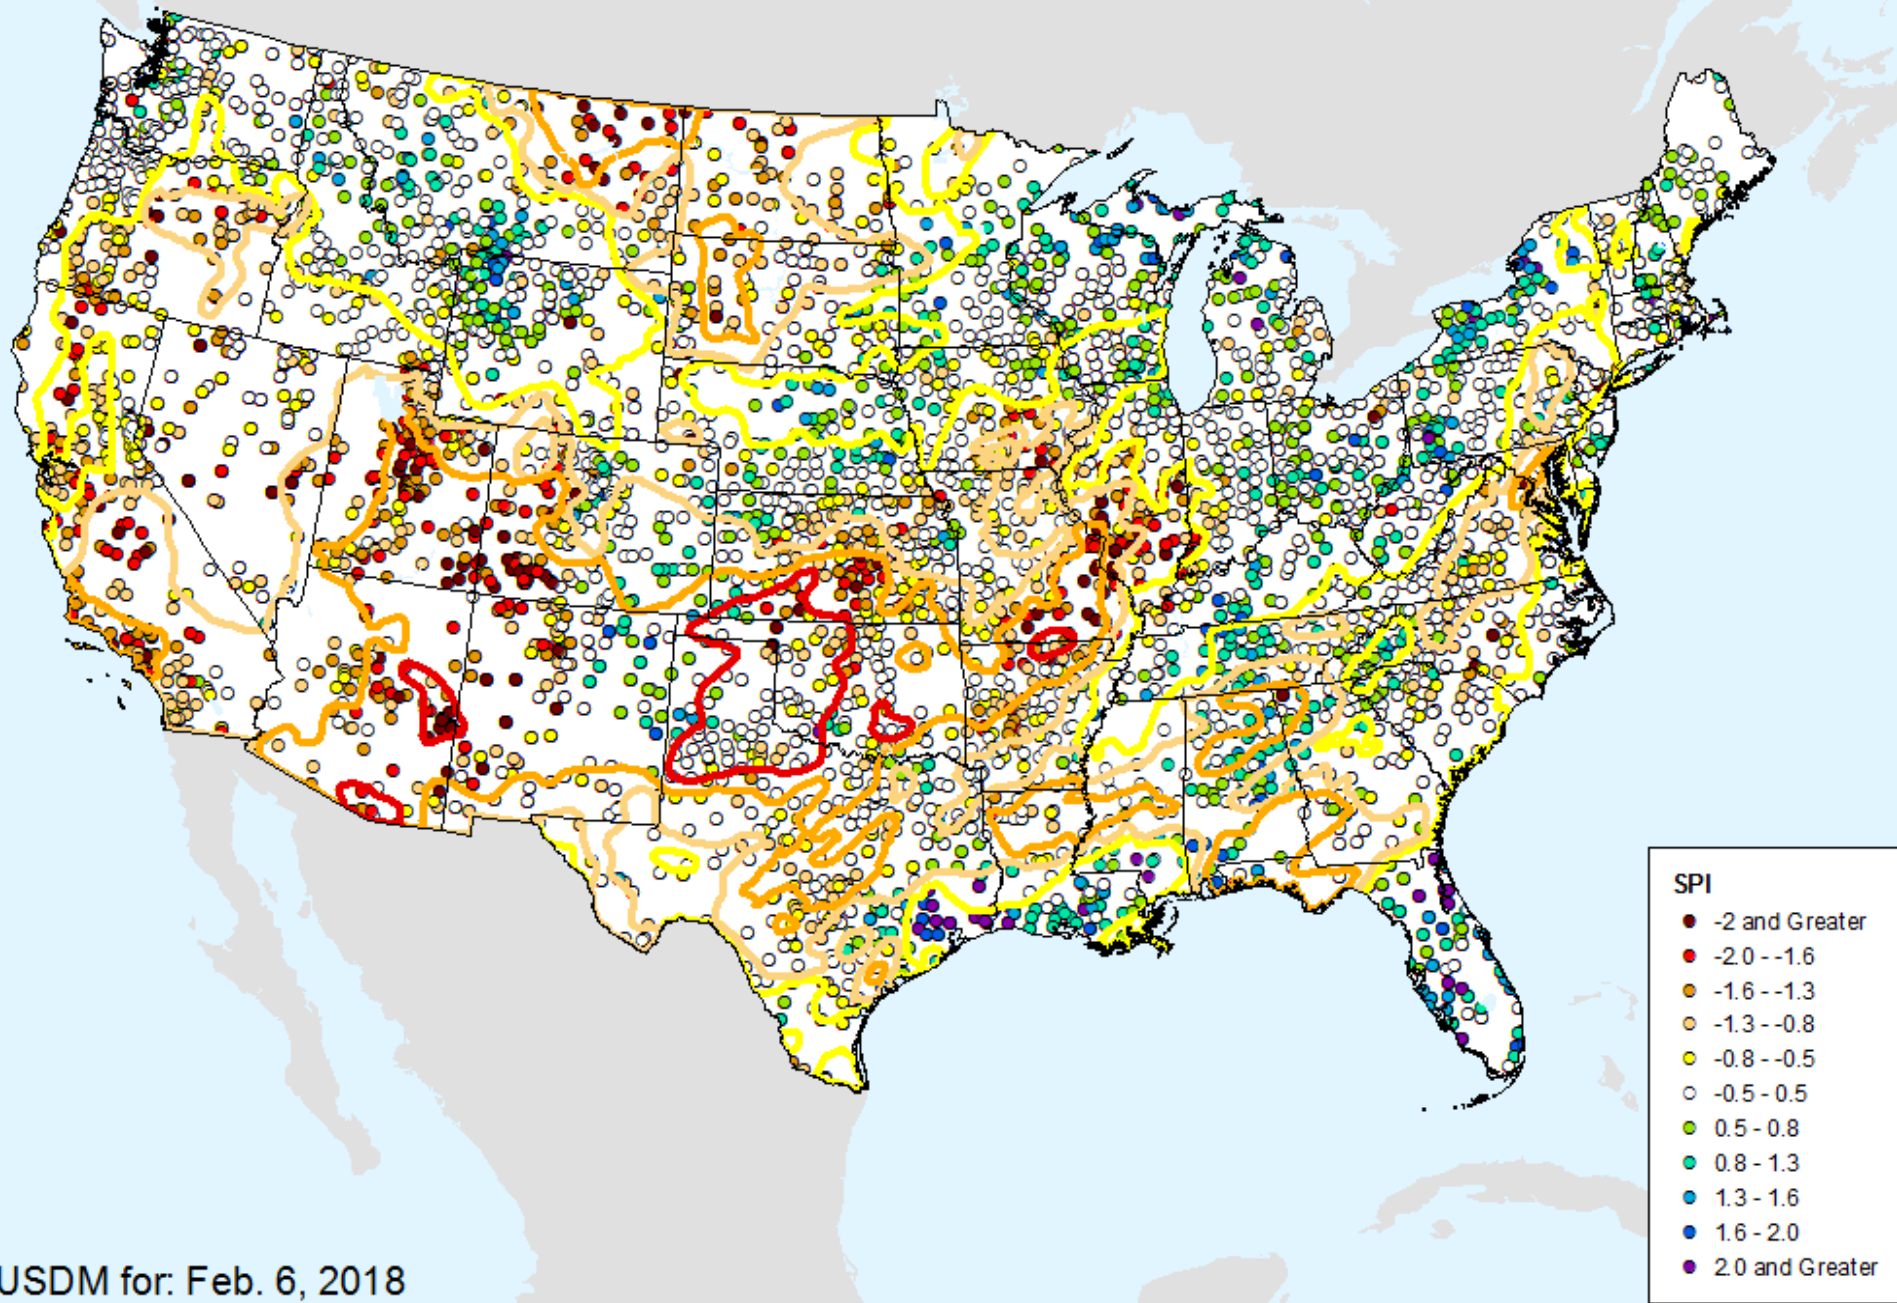 SPI
-2 and Greater
-2.0 - -1.6
-1.6 - -1.3
-1.3 - -0.8
-0.8 - -0.5
-0.5 - 0.5
0.5 - 0.8
0.8 - 1.3
1.3 - 1.6
1.6 - 2.0
2.0 and Greater
USDM for: Feb. 6, 2018